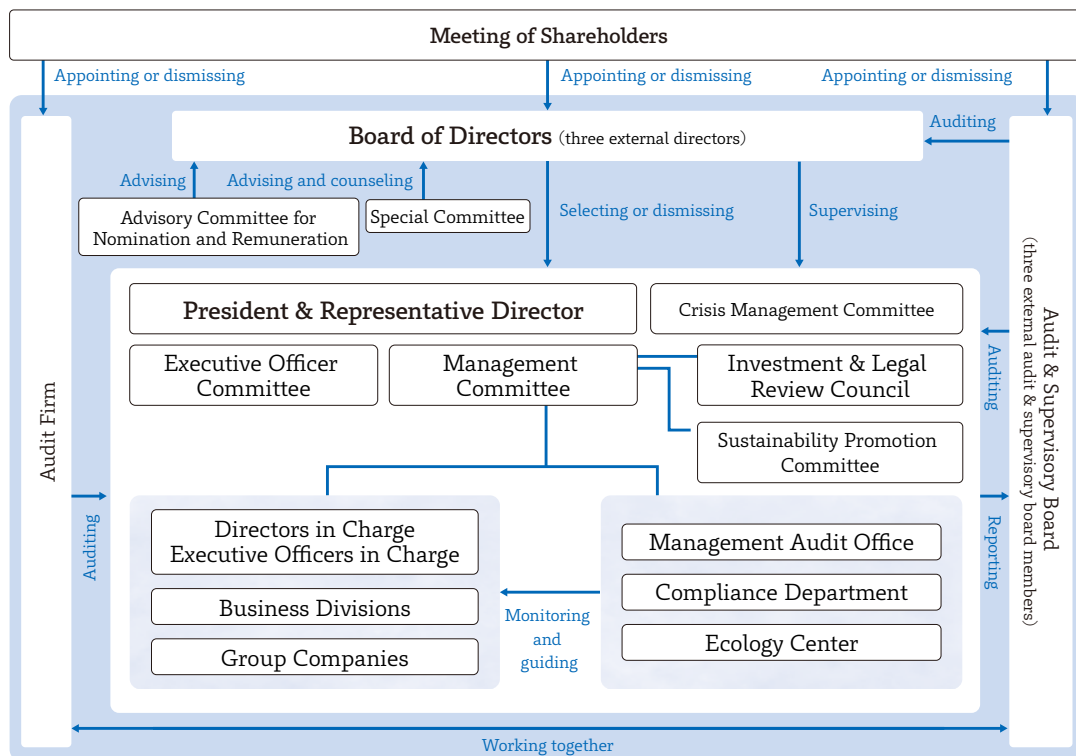 Meeting of Shareholders
Appointing or dismissing
Appointing or dismissing
Appointing or dismissing
Board of Directors (three external directors)
Auditing
Advising
Advising and counseling
Advisory Committee for
Nomination and Remuneration
Special Committee
Selecting or dismissing
Supervising
President & Representative Director
Crisis Management Committee
Executive Officer
Committee
Management
Committee
Investment & Legal
Review Council
Sustainability Promotion
Committee
Auditing
Audit Firm
Audit & Supervisory Board
(three external audit & supervisory board members)
Auditing
Directors in Charge
Executive Officers in Charge
Business Divisions
Group Companies
Monitoring
and
guiding
Management Audit Office
Compliance Department
Ecology Center
Reporting
Working together